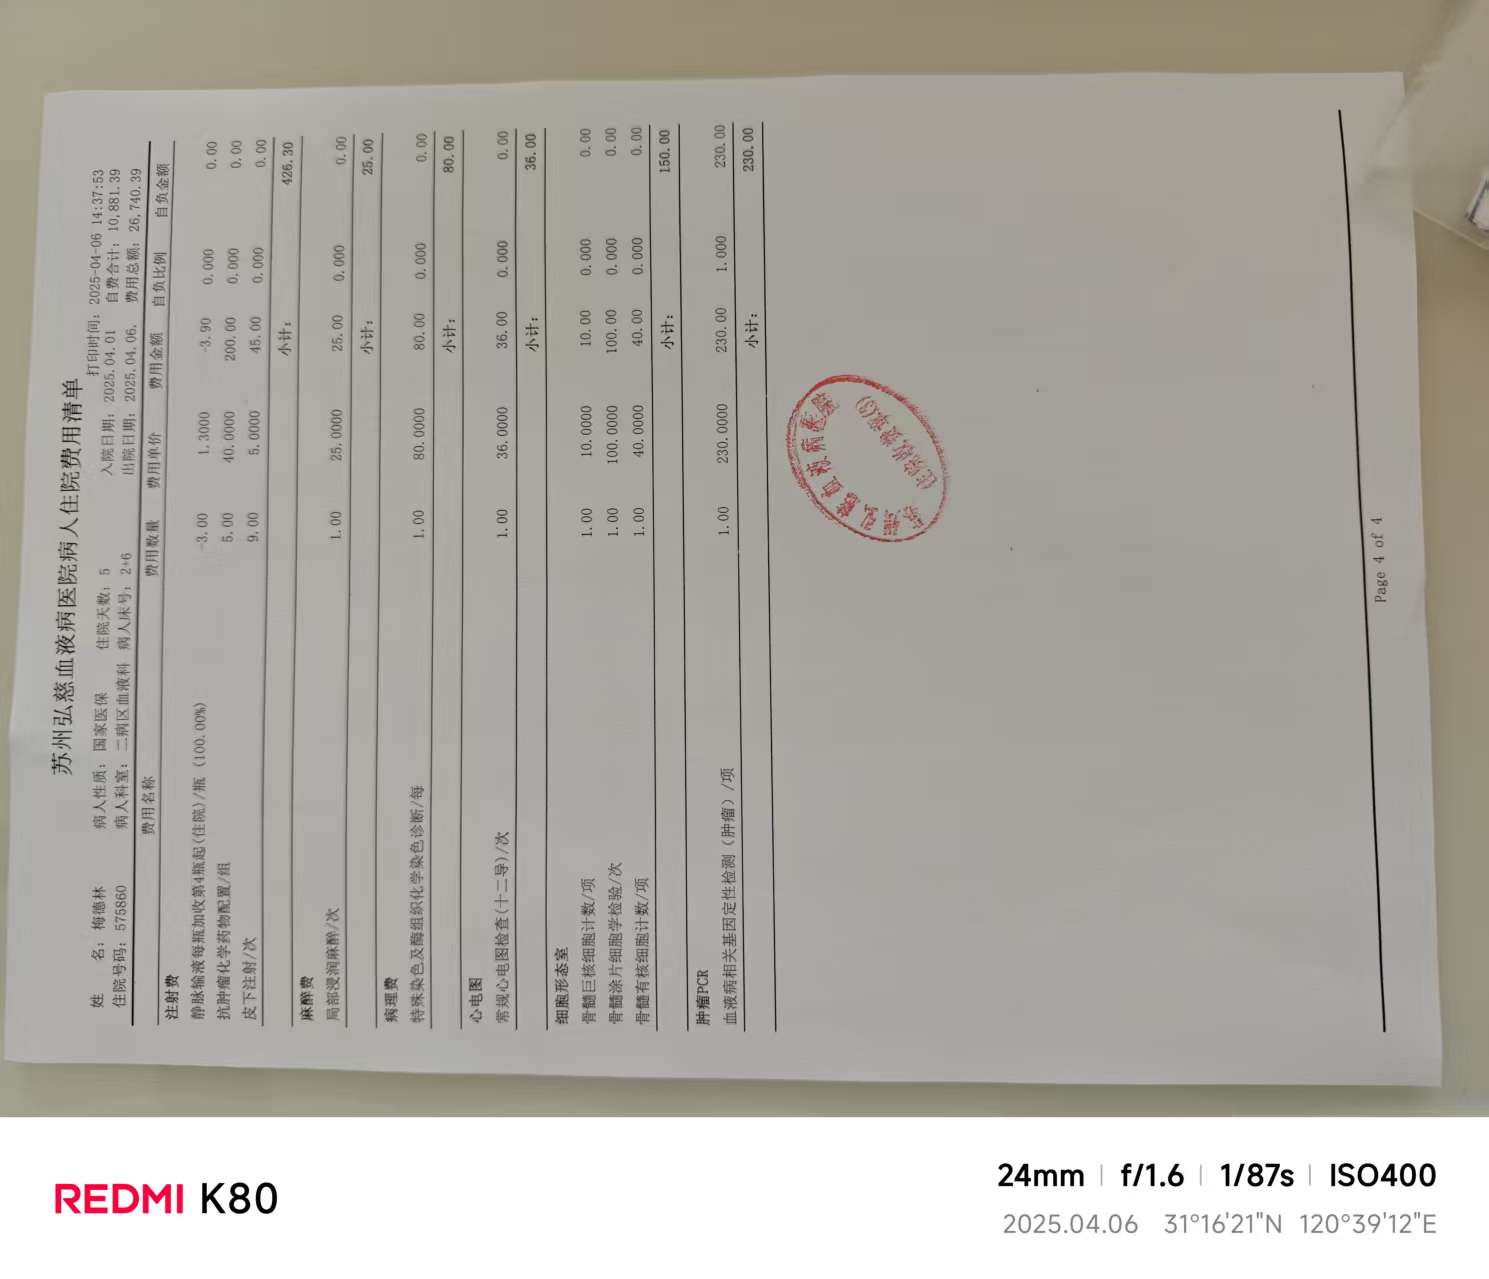 苏州弘慈血液病医院病人住院费用清单
打印时间: 2025-04-06 14:37:53
姓 名: 梅德林 病人性质: 国家医保 住院天数: 5 入院日期: 2025.04.01 自费合计: 10,881.39
住院号码: 575860 病人科室: 二病区血液科 病人床号: 2+6 出院日期: 2025.04.06. 费用总额: 26,740.39
费用名称 费用数量 费用单价 费用金额 自负比例 自负金额
注射费
静脉输液每瓶加收第4瓶起(住院)/瓶 (100.00%) -3.00 1.3000 -3.90 0.000 0.00
抗肿瘤化学药物配置/组 5.00 40.0000 200.00 0.000 0.00
皮下注射/次 9.00 5.0000 45.00 0.000 0.00
小计: 426.30
麻醉费
局部浸润麻醉/次 1.00 25.0000 25.00 0.000 0.00
小计: 25.00
病理费
特殊染色及酶组织化学染色诊断/每 1.00 80.0000 80.00 0.000 0.00
小计: 80.00
心电图
常规心电图检查(十二导)/次 1.00 36.0000 36.00 0.000 0.00
小计: 36.00
细胞形态室
骨髓巨核细胞计数/项 1.00 10.0000 10.00 0.000 0.00
骨髓涂片细胞学检验/次 1.00 100.0000 100.00 0.000 0.00
骨髓有核细胞计数/项 1.00 40.0000 40.00 0.000 0.00
小计: 150.00
肿瘤PCR
血液病相关基因定性检测(肿瘤)/项 1.00 230.0000 230.00 1.000 230.00
小计: 230.00
苏州弘慈血液病医院
住院收费章(3)
Page 4 of 4
REDMI K80
24mm | f/1.6 | 1/87s | ISO400
2025.04.06 31°16'21"N 120°39'12"E